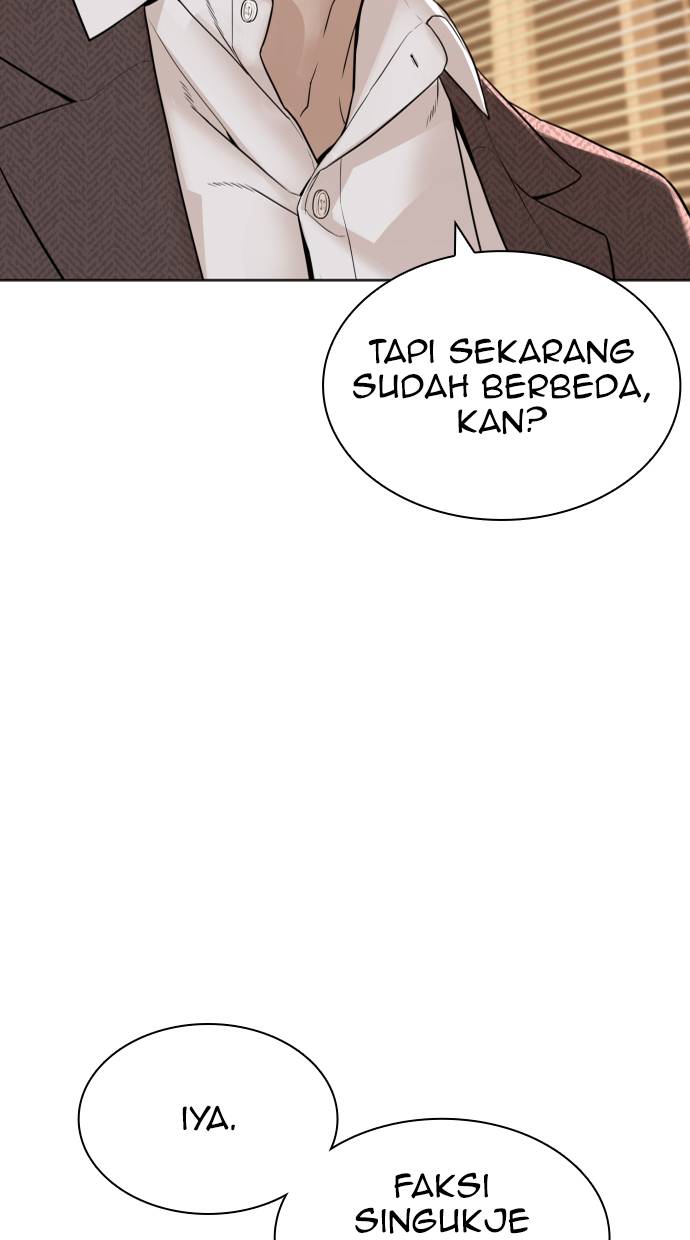 TAPI SEKARANG
SUDAH BERBEDA,
KAN?
IYA.
FAKSI
SINGUKJE